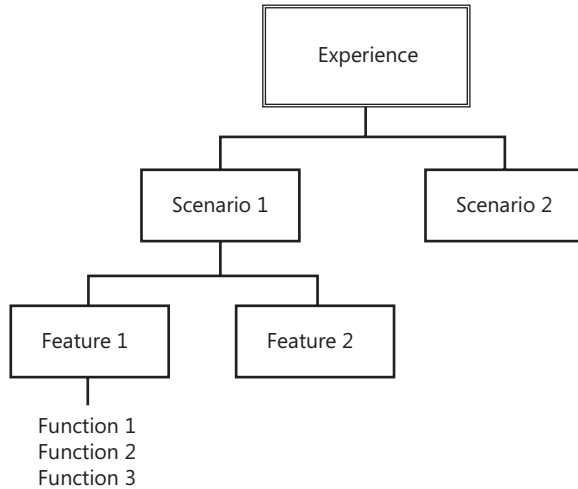 Experience
Scenario 1
Scenario 2
Feature 1
Feature 2
Function 1
Function 2
Function 3